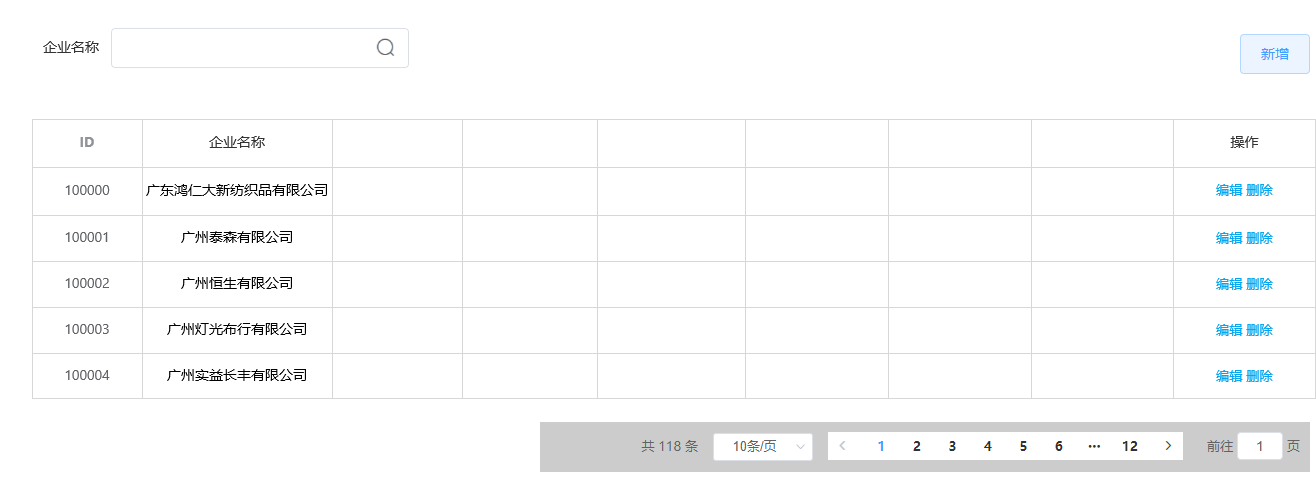 企业名称
新增
ID 企业名称 操作
100000 广东鸿仁大新纺织品有限公司 编辑 删除
100001 广州泰森有限公司 编辑 删除
100002 广州恒生有限公司 编辑 删除
100003 广州灯光布行有限公司 编辑 删除
100004 广州实益长丰有限公司 编辑 删除
共 118 条 10条/页 1 2 3 4 5 6 ··· 12 前往 1 页